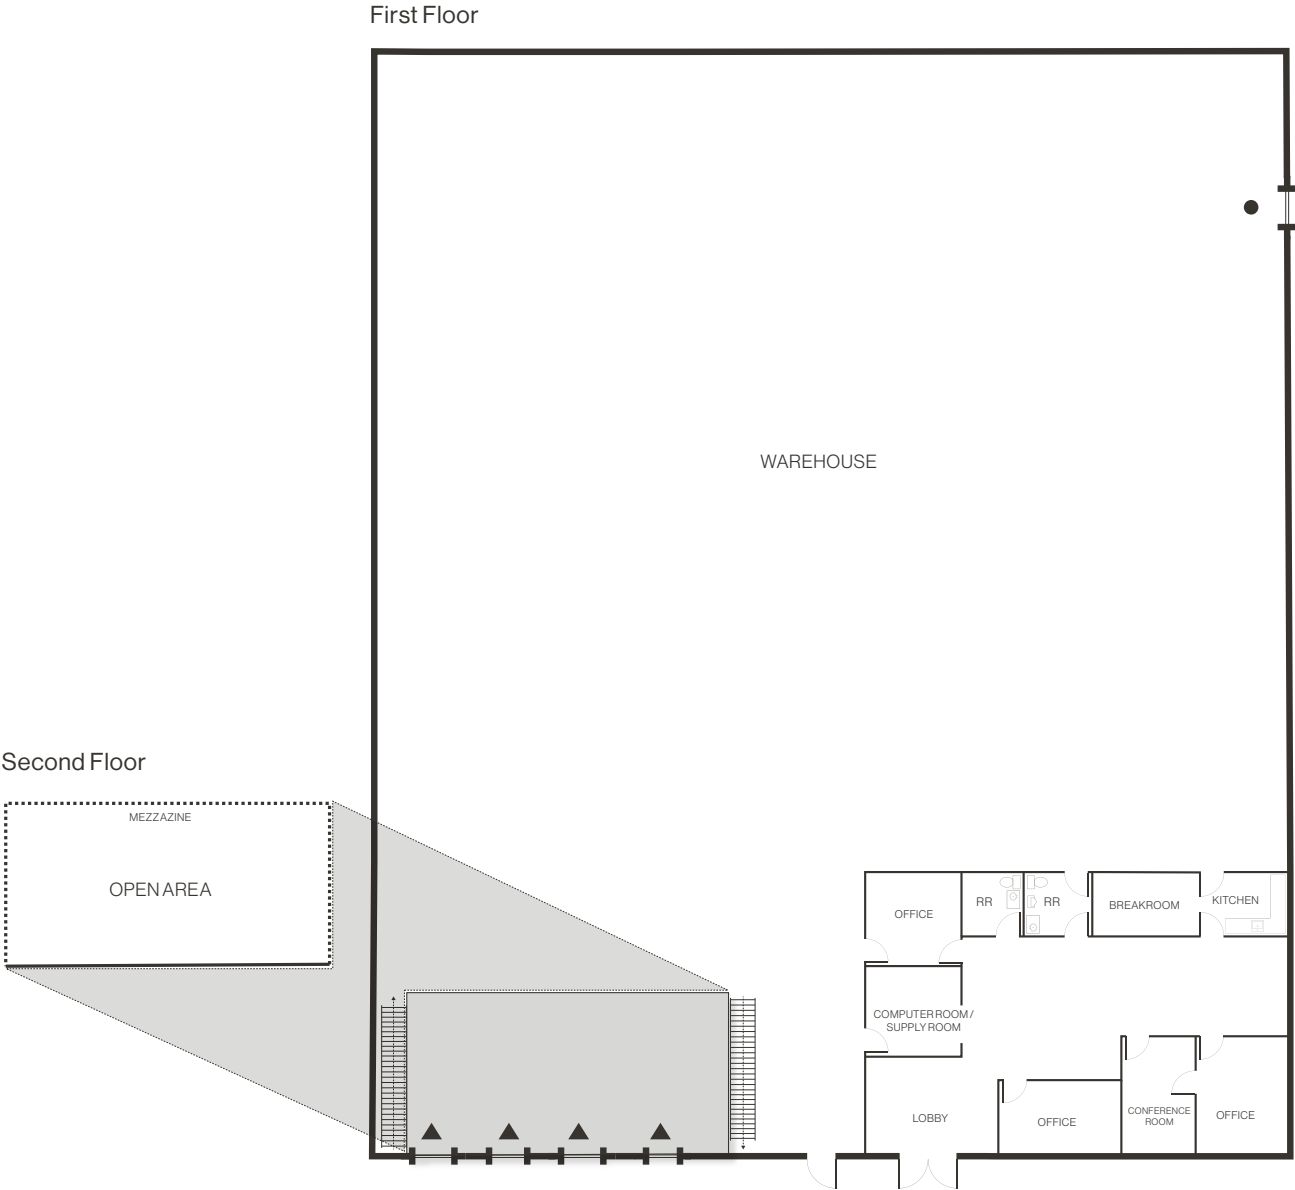 First Floor
WAREHOUSE
Second Floor
MEZZAZINE
OPEN AREA
OFFICE
RR
RR
BREAKROOM
KITCHEN
COMPUTER ROOM /
SUPPLY ROOM
LOBBY
OFFICE
CONFERENCE
ROOM
OFFICE